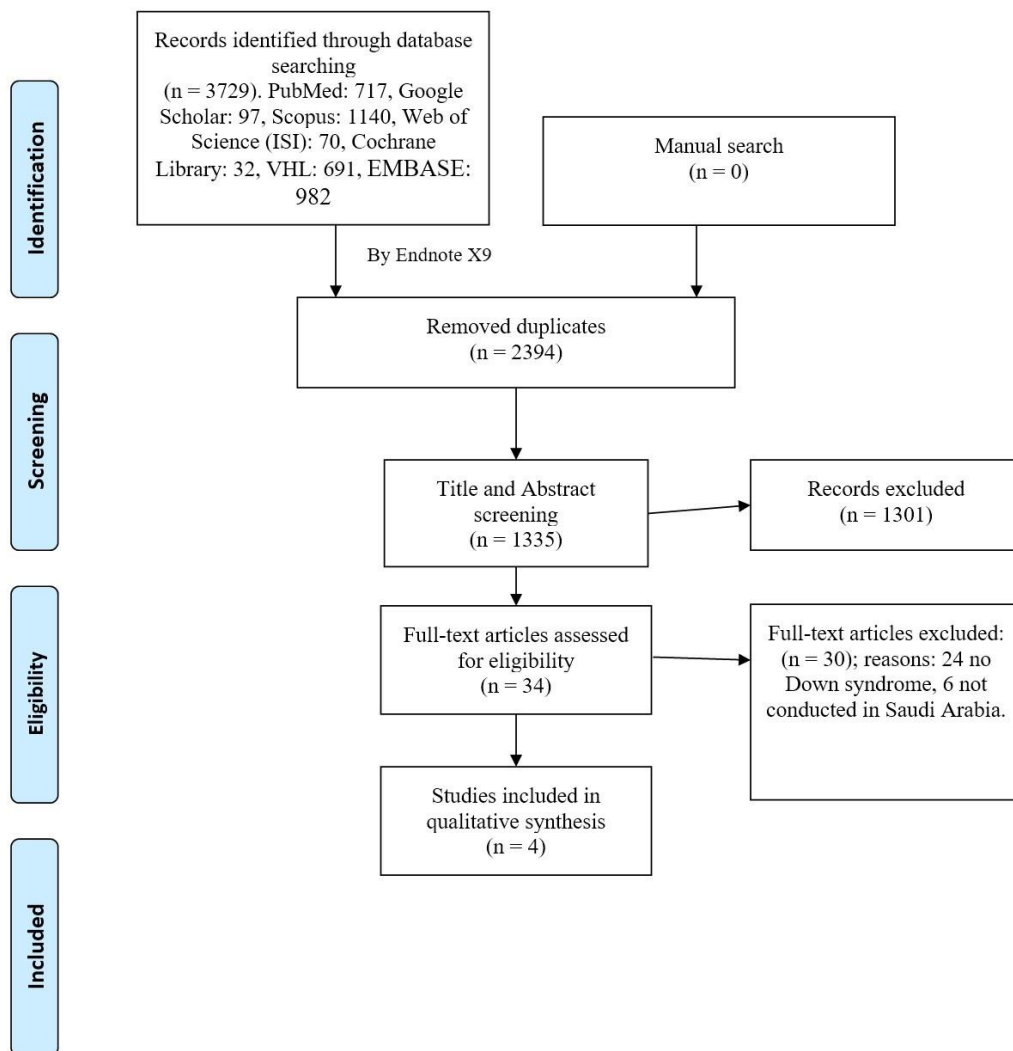 Records identified through database
searching
(n = 3729). PubMed: 717, Google
Scholar: 97, Scopus: 1140, Web of
Science (ISI): 70, Cochrane
Library: 32, VHL: 691, EMBASE:
982
Manual search
(n = 0)
Identification
By Endnote X9
Removed duplicates
(n = 2394)
Screening
Title and Abstract
screening
(n = 1335)
Records excluded
(n = 1301)
Eligibility
Full-text articles assessed
for eligibility
(n = 34)
Full-text articles excluded:
(n = 30); reasons: 24 no
Down syndrome, 6 not
conducted in Saudi Arabia.
Studies included in
qualitative synthesis
(n = 4)
Included